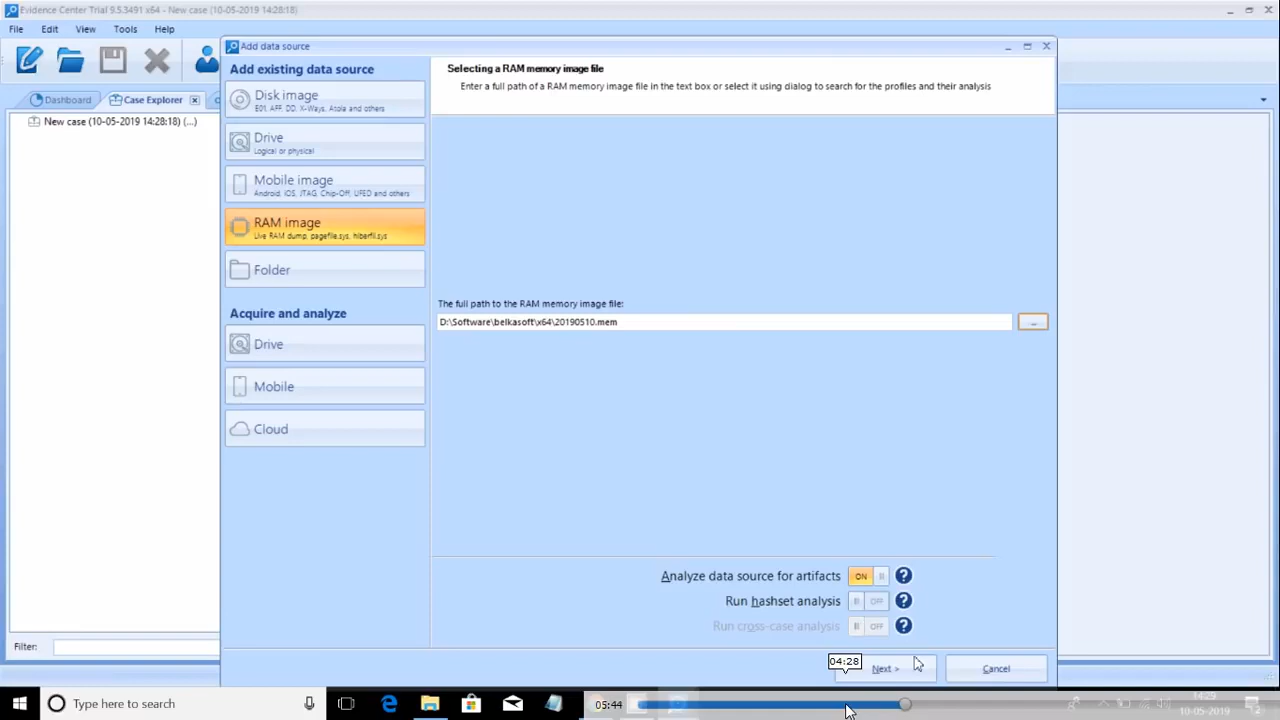 Evidence Center Trial 9.5.3491 x64 - New case (10-05-2019 14:28:18)
File Edit View Tools Help
Add data source
Dashboard
Case Explorer
New case (10-05-2019 14:28:18) (...)
Filter:
Add existing data source
Disk image
E01, AFF, DD, X-Ways, Atola and others
Drive
Logical or physical
Mobile image
Android, iOS, JTAG, Chip-Off, UFED and others
RAM image
Live RAM dump, pagefile.sys, hiberfil.sys
Folder
Acquire and analyze
Drive
Mobile
Cloud
Selecting a RAM memory image file
Enter a full path of a RAM memory image file in the text box or select it using dialog to search for the profiles and their analysis
The full path to the RAM memory image file:
D:\Software\belkasoft\x64\20190510.mem
...
Analyze data source for artifacts ON
Run hashset analysis OFF
Run cross-case analysis OFF
04:28
Next >
Cancel
Type here to search
05:44
14:29
10-05-2019